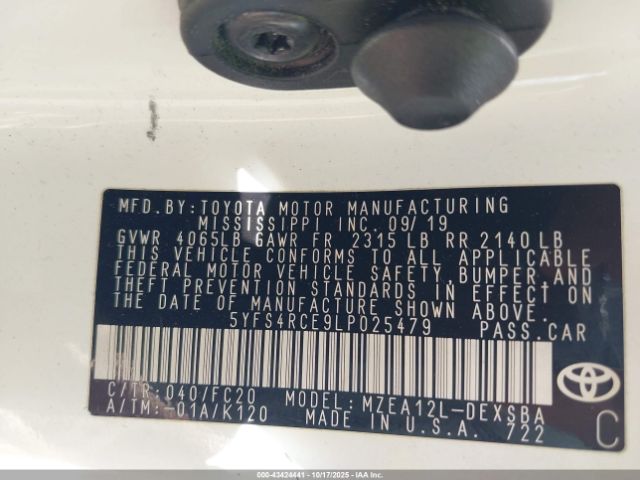 MFD.BY:TOYOTA MOTOR MANUFACTURING
MISSISSIPPI INC. 09/19
GVWR 4065LB GAWR FR 2315 LB RR 2140 LB
THIS VEHICLE CONFORMS TO ALL APPLICABLE
FEDERAL MOTOR VEHICLE SAFETY, BUMPER, AND
THEFT PREVENTION STANDARDS IN EFFECT ON
THE DATE OF MANUFACTURE SHOWN ABOVE.
5YFS4RCE9LP025479 PASS.CAR
C/TR: 040/FC20 MODEL: MZEA12L-DEXSBA
A/TM:-01A/K120 MADE IN U.S.A. 722
C
000-43424441 - 10/17/2025 - IAA Inc.